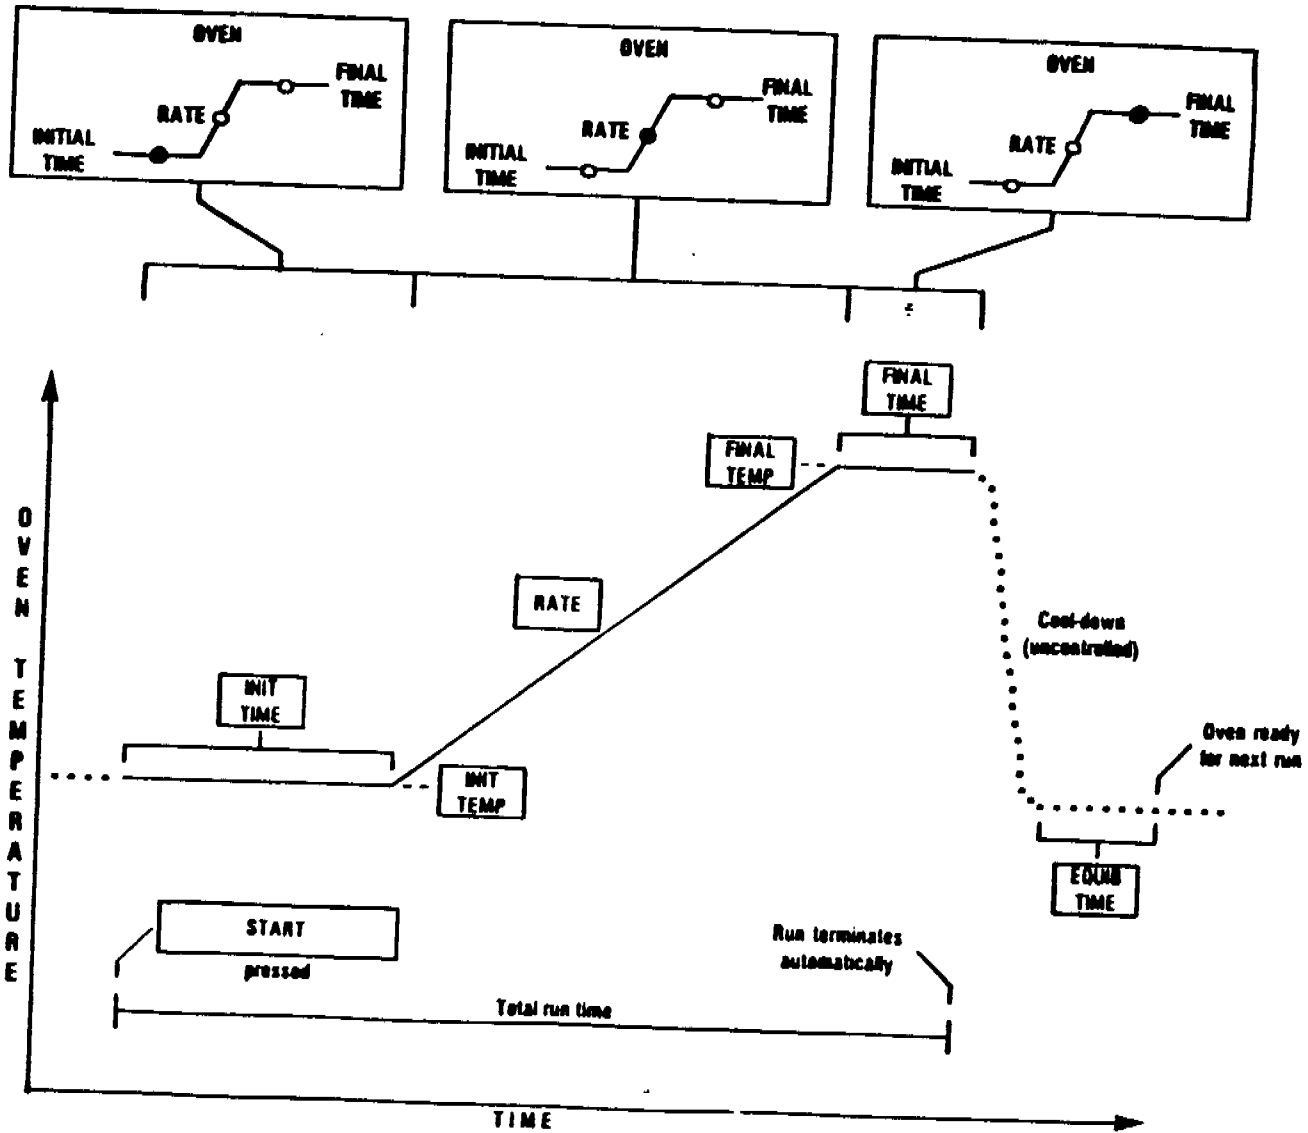 OVEN
FINAL
TIME
RATE
INITIAL
TIME
OVEN
FINAL
TIME
RATE
INITIAL
TIME
OVEN
FINAL
TIME
RATE
INITIAL
TIME
FINAL
TIME
FINAL
TEMP
RATE
Cool-down
(uncontrolled)
INIT
TIME
INIT
TEMP
Oven ready
for next run
EQUIB
TIME
START
pressed
Run terminates
automatically
Total run time
OVEN TEMPERATURE
TIME